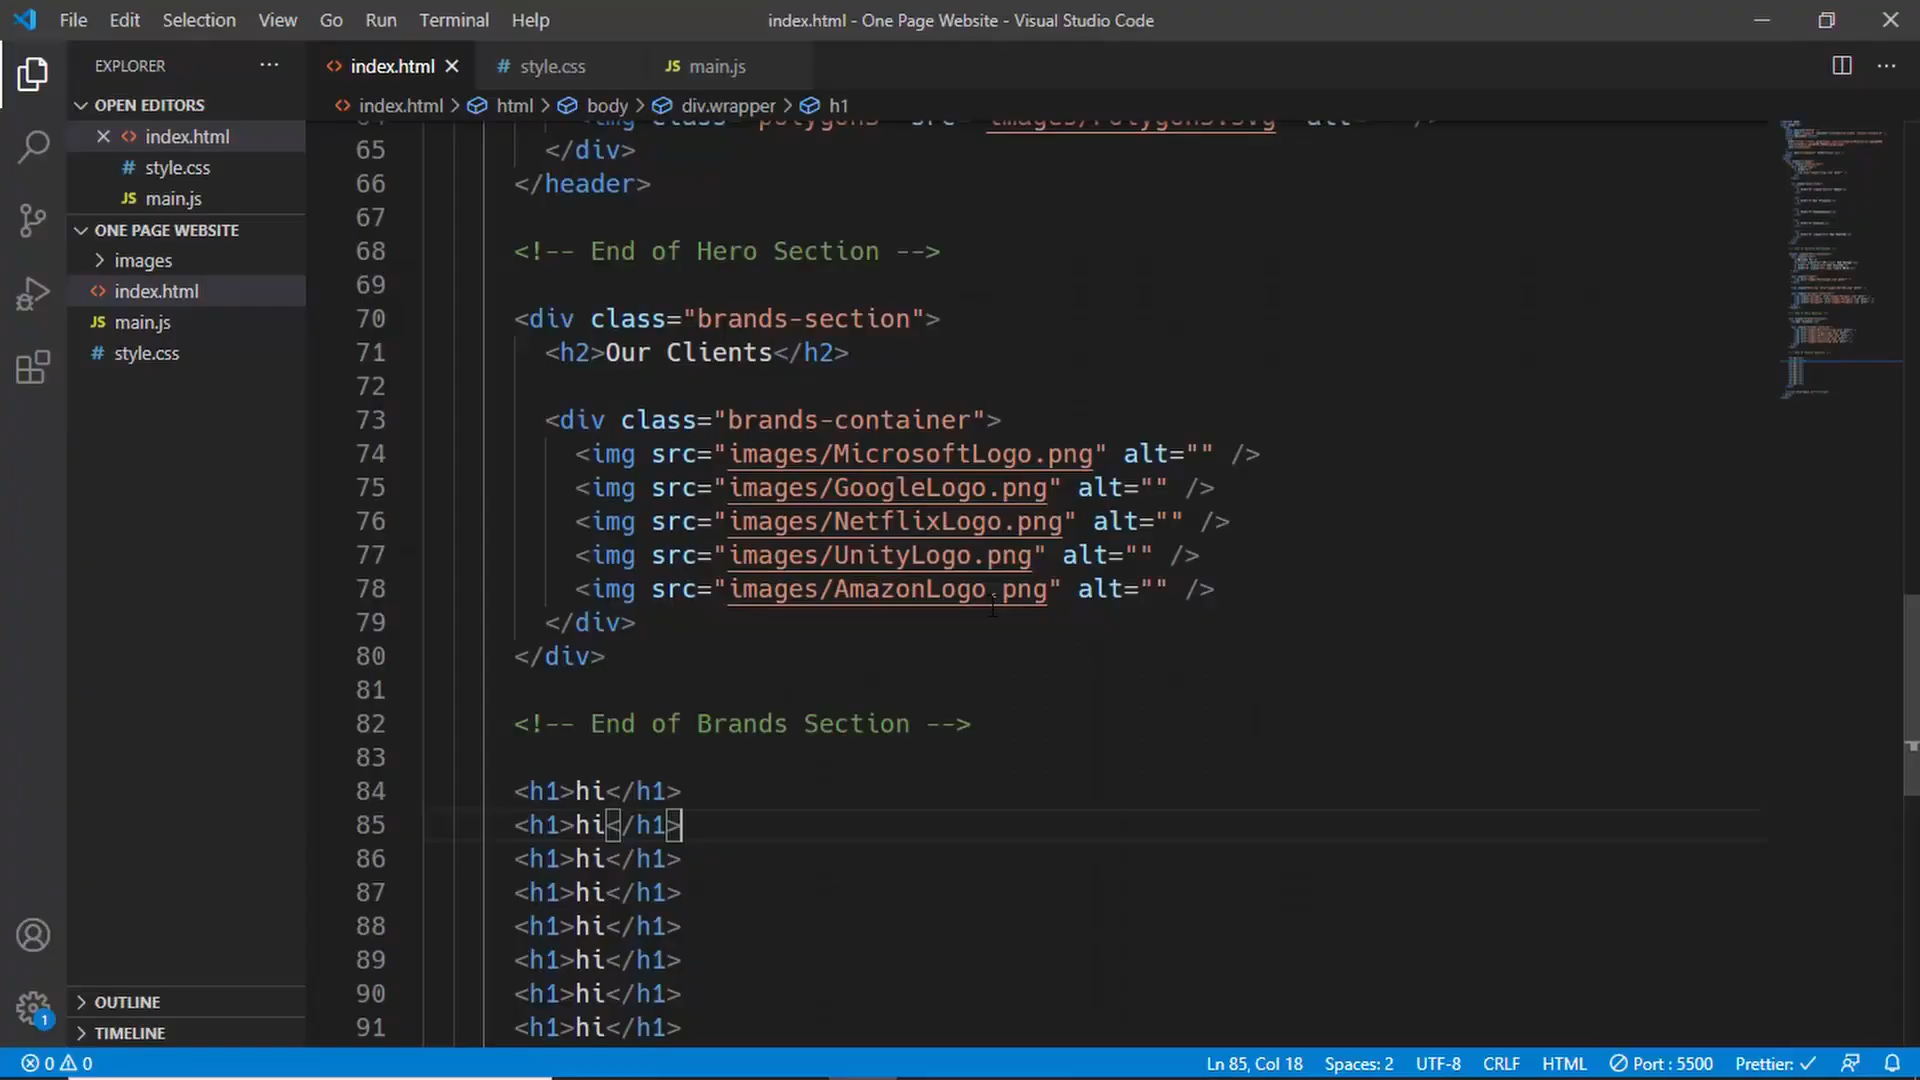 File Edit Selection View Go Run Terminal Help
index.html - One Page Website - Visual Studio Code
EXPLORER ...
OPEN EDITORS
index.html
# style.css
JS main.js
ONE PAGE WEBSITE
images
<> index.html
JS main.js
# style.css
OUTLINE
TIMELINE
1
<> index.html
# style.css
JS main.js
<> index.html > html > body > div.wrapper > h1
65 </div>
66 </header>
67
68 <!-- End of Hero Section -->
69
70 <div class="brands-section">
71 <h2>Our Clients</h2>
72
73 <div class="brands-container">
74 <img src="images/MicrosoftLogo.png" alt="" />
75 <img src="images/GoogleLogo.png" alt="" />
76 <img src="images/NetflixLogo.png" alt="" />
77 <img src="images/UnityLogo.png" alt="" />
78 <img src="images/AmazonLogo.png" alt="" />
79 </div>
80 </div>
81
82 <!-- End of Brands Section -->
83
84 <h1>hi</h1>
85 <h1>hi</h1>
86 <h1>hi</h1>
87 <h1>hi</h1>
88 <h1>hi</h1>
89 <h1>hi</h1>
90 <h1>hi</h1>
91 <h1>hi</h1>
0 0
Ln 85, Col 18 Spaces: 2 UTF-8 CRLF HTML Port : 5500 Prettier: ✓